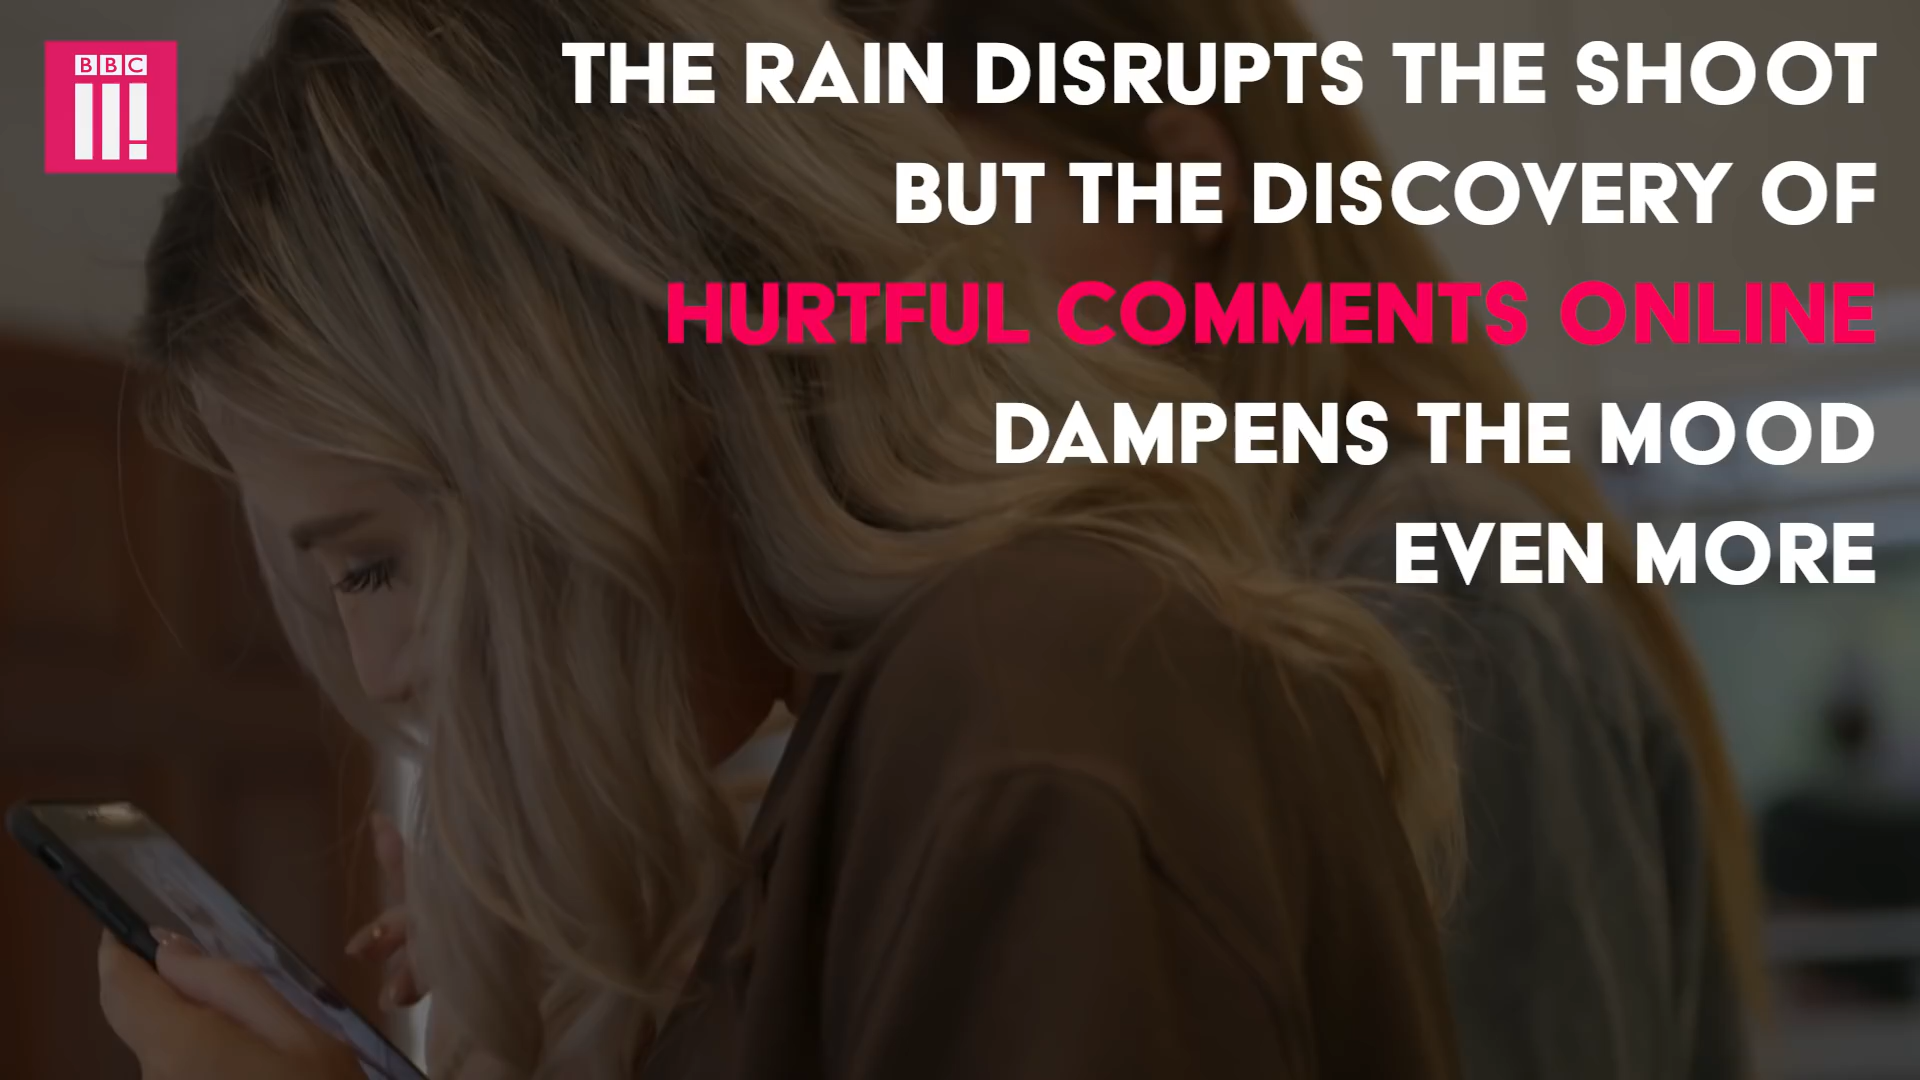 BBC
THE RAIN DISRUPTS THE SHOOT
BUT THE DISCOVERY OF
HURTFUL COMMENTS ONLINE
DAMPENS THE MOOD
EVEN MORE